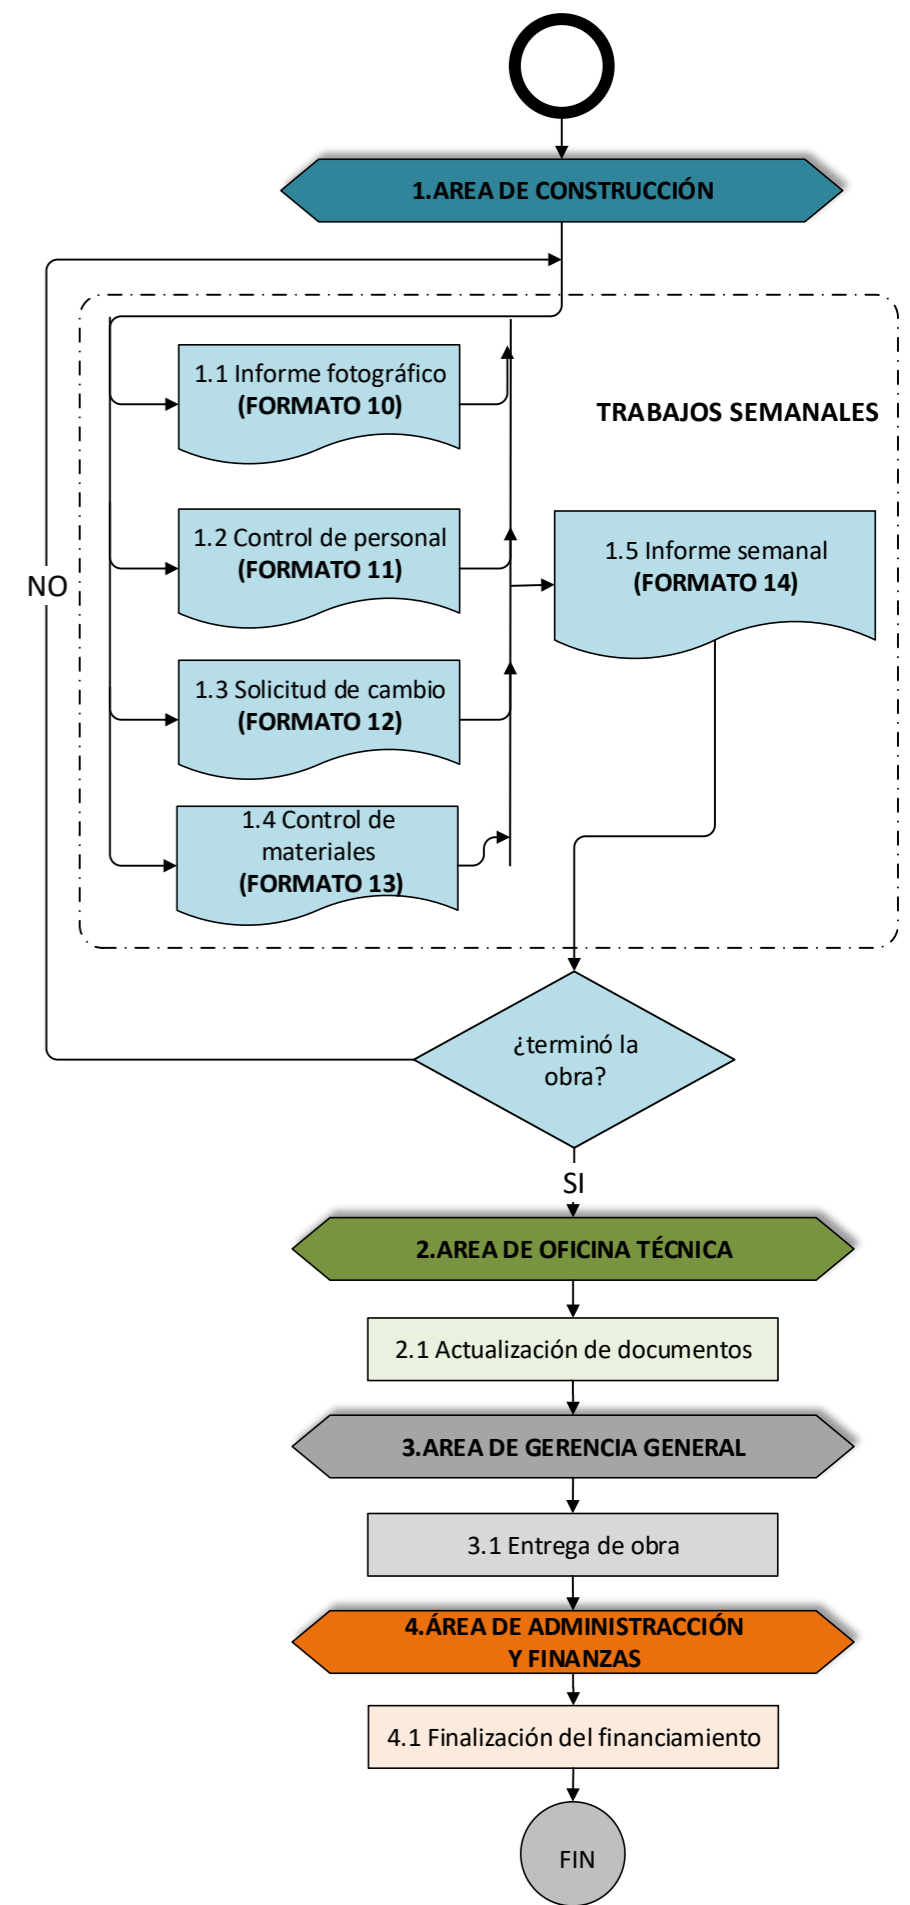 1.AREA DE CONSTRUCCIÓN
1.1 Informe fotográfico
(FORMATO 10)
TRABAJOS SEMANALES
1.2 Control de personal
(FORMATO 11)
1.5 Informe semanal
(FORMATO 14)
NO
1.3 Solicitud de cambio
(FORMATO 12)
1.4 Control de
materiales
(FORMATO 13)
¿terminó la
obra?
SI
2.AREA DE OFICINA TÉCNICA
2.1 Actualización de documentos
3.AREA DE GERENCIA GENERAL
3.1 Entrega de obra
4.ÁREA DE ADMINISTRACCIÓN
Y FINANZAS
4.1 Finalización del financiamiento
FIN